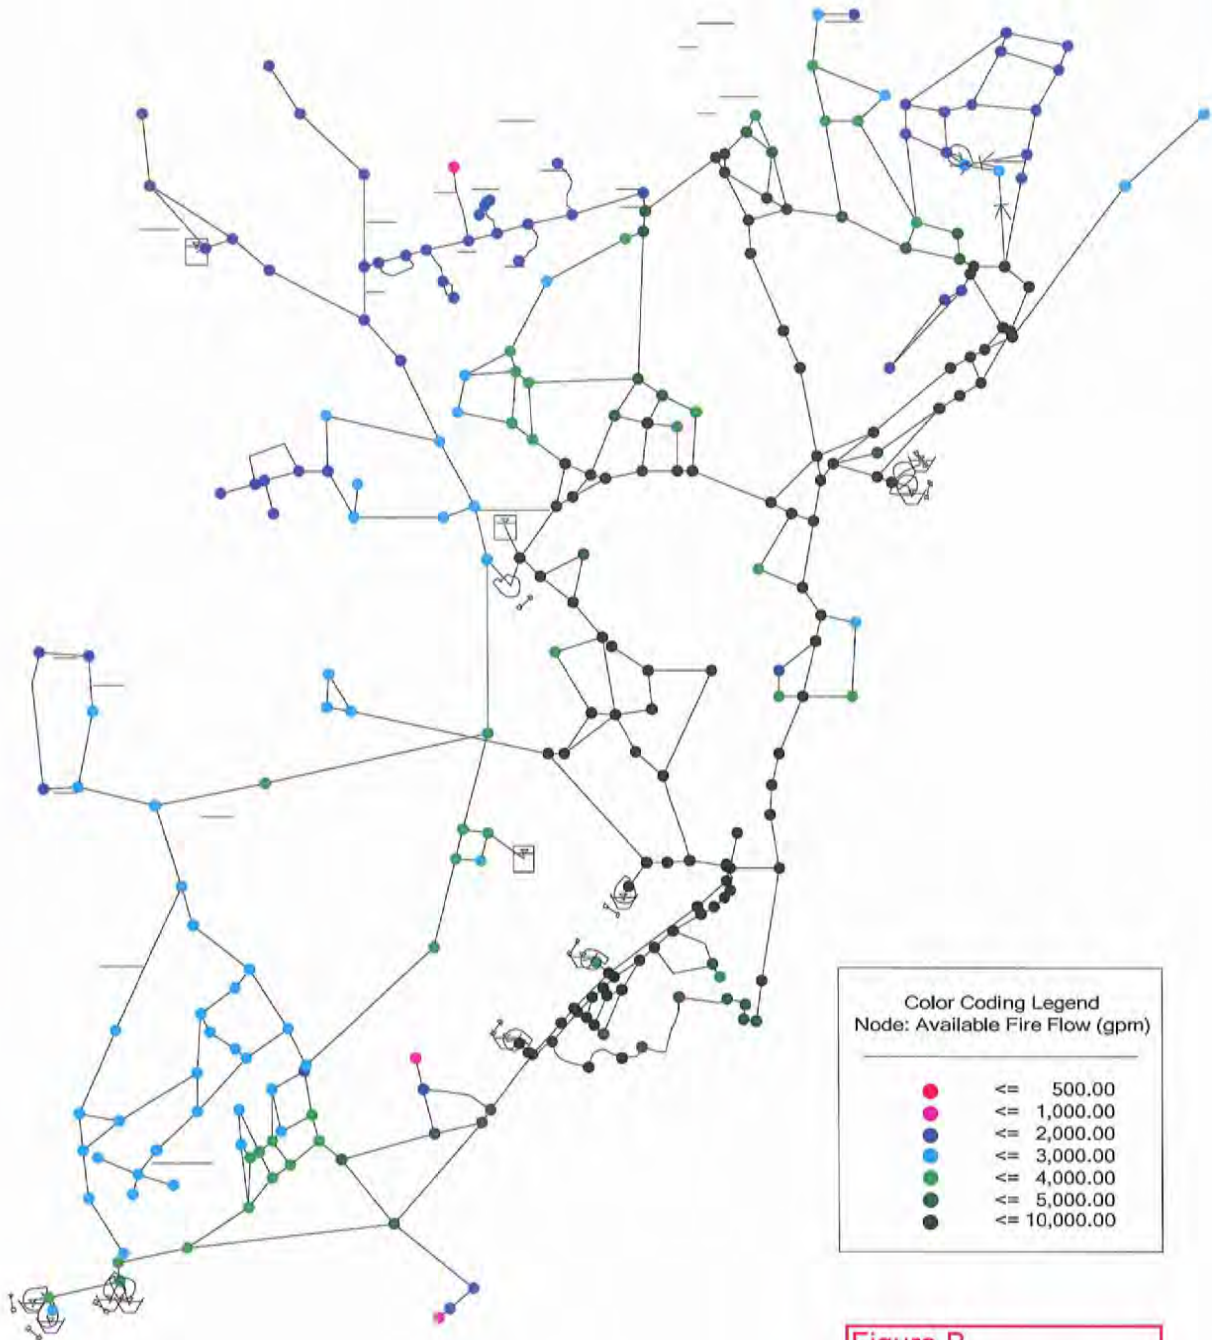 Color Coding Legend
Node: Available Fire Flow (gpm)
<= 500.00
<= 1,000.00
<= 2,000.00
<= 3,000.00
<= 4,000.00
<= 5,000.00
<= 10,000.00
Figure B